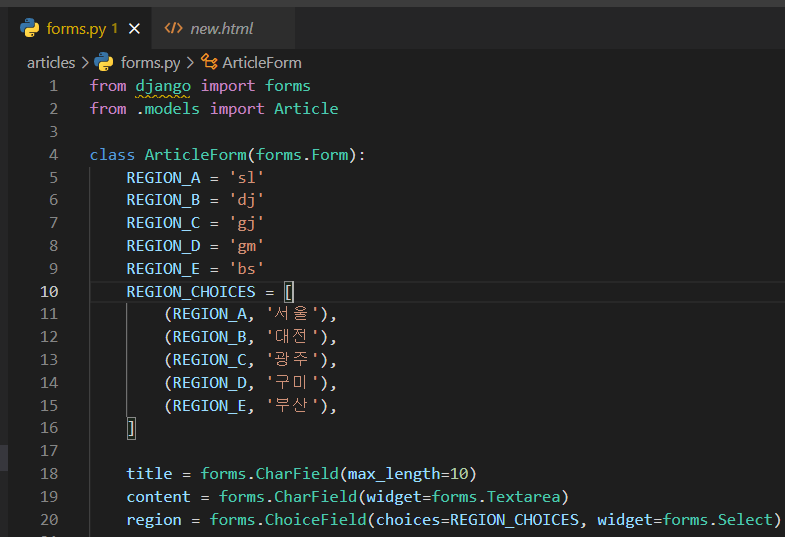 forms.py 1 × <> new.html
articles > forms.py > ArticleForm
1 from django import forms
2 from .models import Article
3
4 class ArticleForm(forms.Form):
5 REGION_A = 'sl'
6 REGION_B = 'dj'
7 REGION_C = 'gj'
8 REGION_D = 'gm'
9 REGION_E = 'bs'
10 REGION_CHOICES = [
11 (REGION_A, '서울'),
12 (REGION_B, '대전'),
13 (REGION_C, '광주'),
14 (REGION_D, '구미'),
15 (REGION_E, '부산'),
16 ]
17
18 title = forms.CharField(max_length=10)
19 content = forms.CharField(widget=forms.Textarea)
20 region = forms.ChoiceField(choices=REGION_CHOICES, widget=forms.Select)